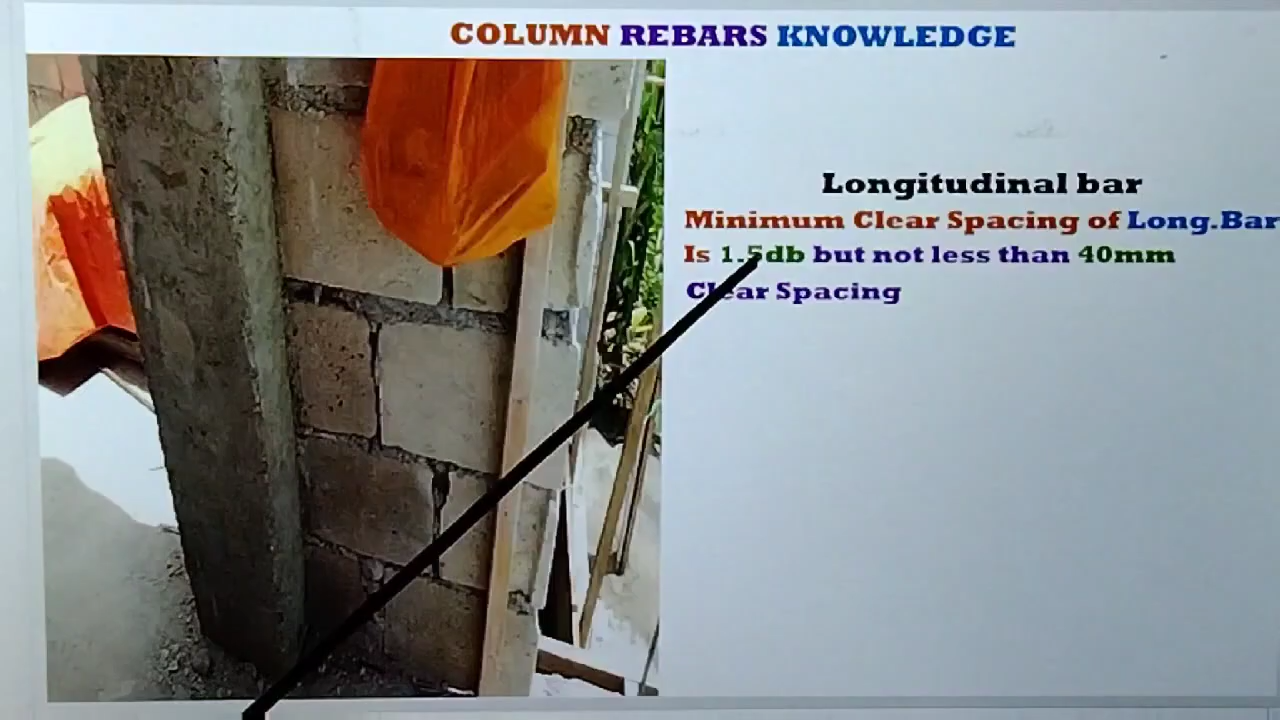 COLUMN REBARS KNOWLEDGE
Longitudinal bar
Minimum Clear Spacing of Long.Bar
Is 1.5db but not less than 40mm
Clear Spacing